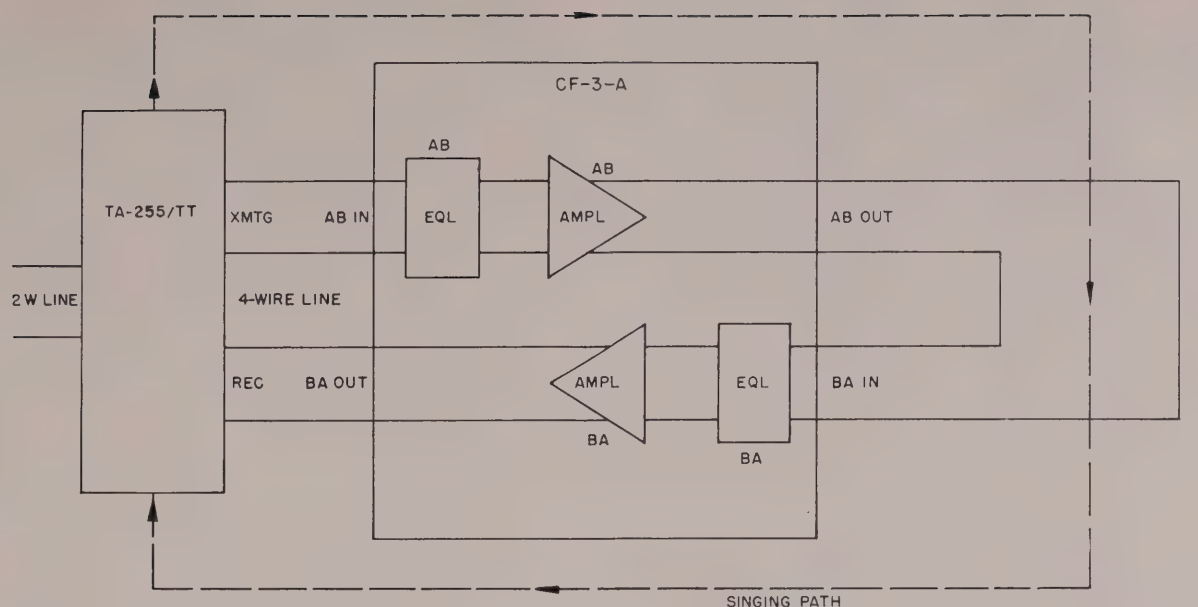 CF-3-A
AB
AB
TA-255/TT
XMTG
AB IN
EQL
AMPL
AB OUT
2W LINE
4-WIRE LINE
REC
BA OUT
AMPL
EQL
BA IN
BA
BA
SINGING PATH